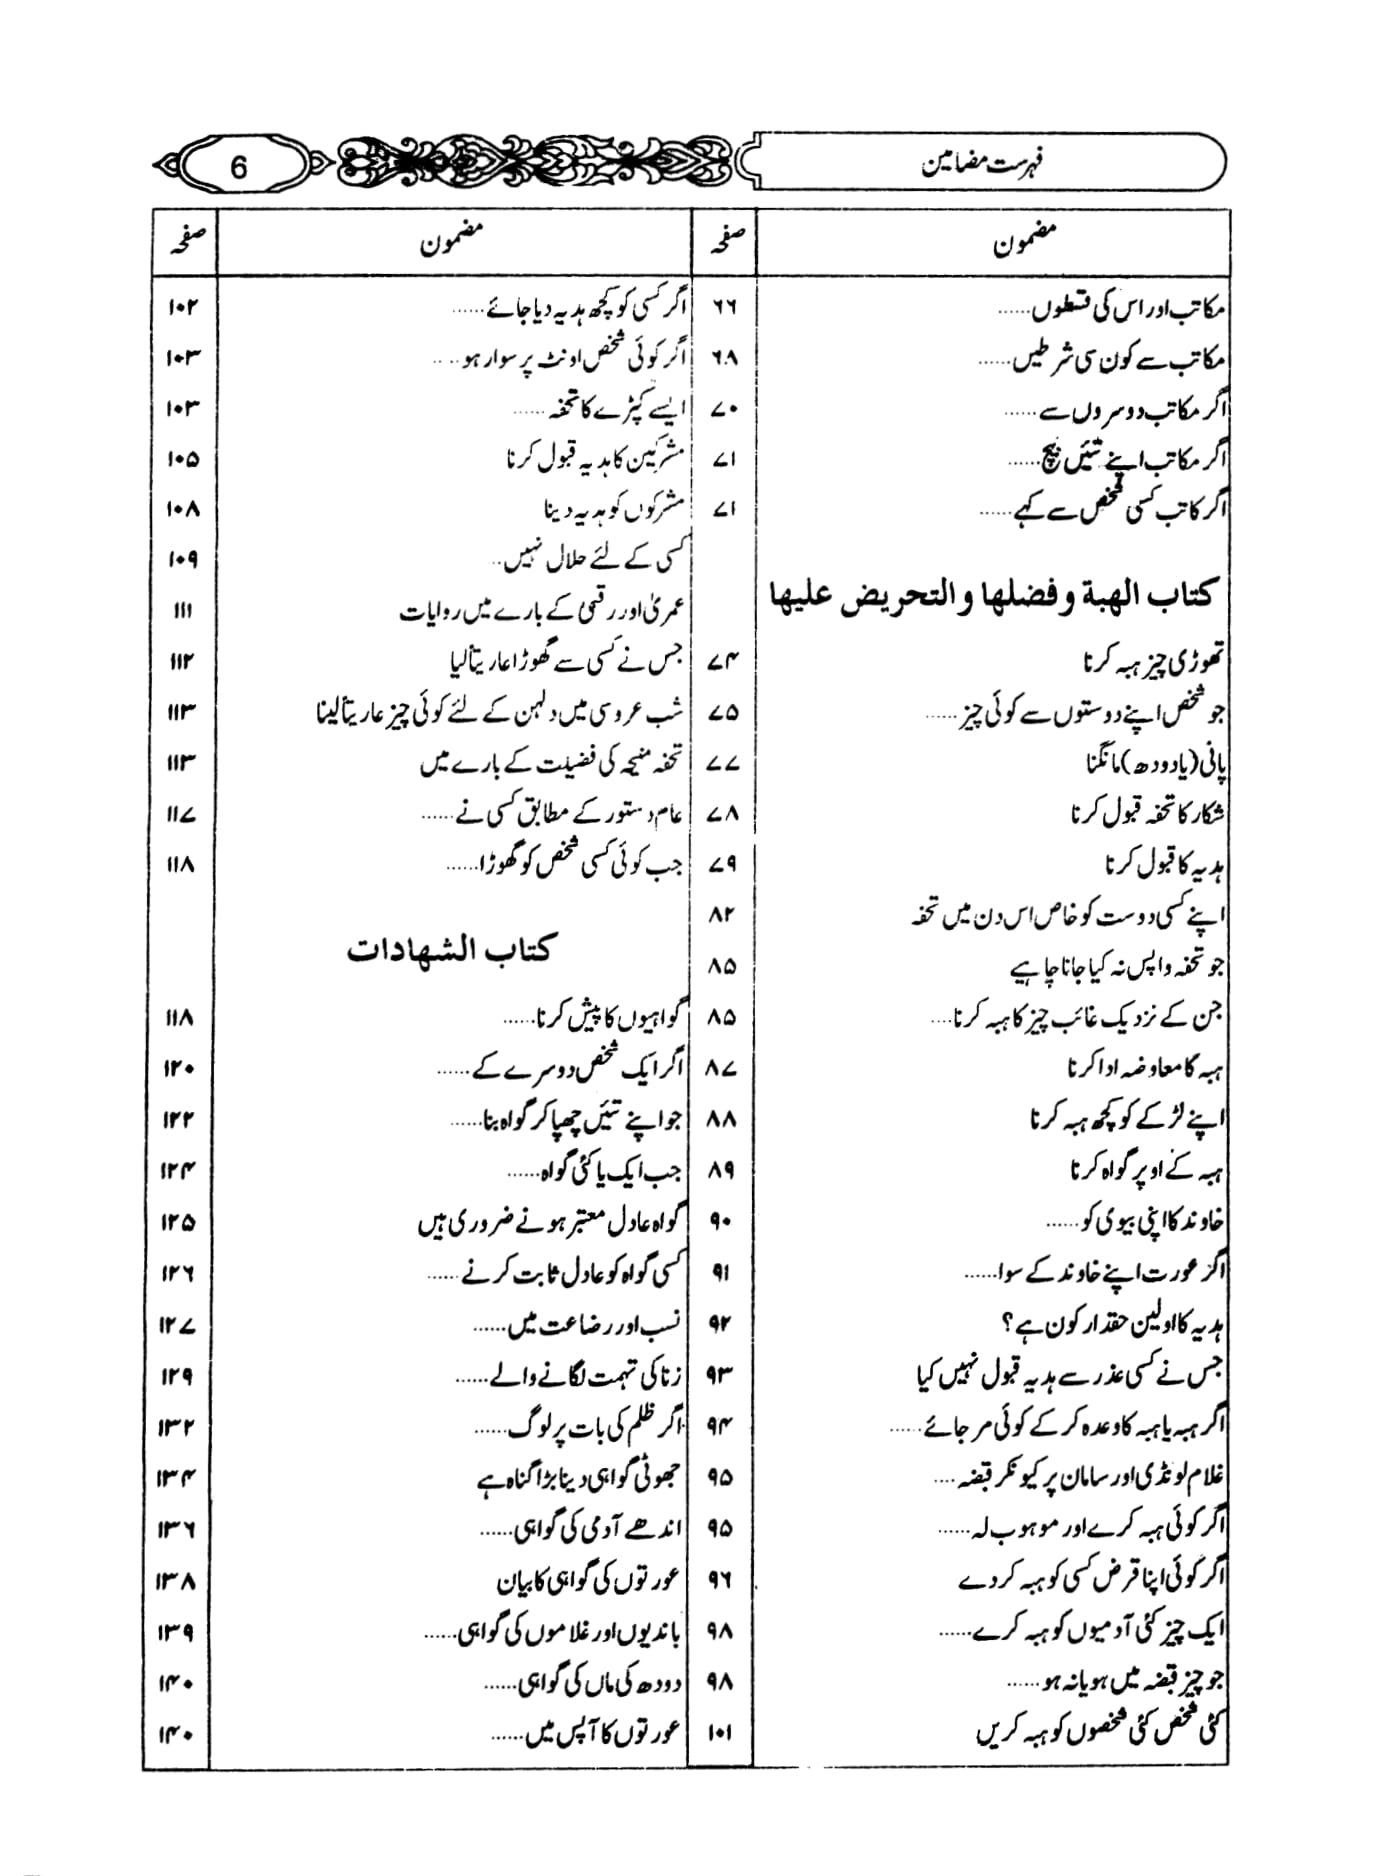 فہرست مضامین
6
مضمون صفحہ
مکاتب اور اس کی قسطوں...... ۶۶
مکاتب سے کون سی شرطیں...... ۶۸
اگر مکاتب دوسروں سے...... ۷۰
اگر مکاتب اپنے تئیں بیچ...... ۷۱
اگر کاتب کسی شخص سے کہے...... ۷۱
كتاب الهبة و فضلها و التحريض عليها
تھوڑی چیز ہبہ کرنا ۷۴
جو شخص اپنے دوستوں سے کوئی چیز...... ۷۵
پانی (یا دودھ) مانگنا ۷۷
شکار کا تحفہ قبول کرنا ۷۸
ہدیہ کا قبول کرنا ۷۹
اپنے کسی دوست کو خاص اس دن میں تحفہ ۸۲
جو تحفہ واپس نہ کیا جانا چاہیے ۸۵
جن کے نزدیک غائب چیز کا ہبہ کرنا.... ۸۵
ہبہ کا معاوضہ ادا کرنا ۸۷
اپنے لڑکے کو کچھ ہبہ کرنا ۸۸
ہبہ کے اوپر گواہ کرنا ۸۹
خاوند کا اپنی بیوی کو...... ۹۰
اگر عورت اپنے خاوند کے سوا...... ۹۱
ہدیہ کا اولین حقدار کون ہے؟ ۹۲
جس نے کسی عذر سے ہدیہ قبول نہیں کیا ۹۳
اگر ہبہ یا ہبہ کا وعدہ کر کے کوئی مر جائے...... ۹۴
غلام لونڈی اور سامان پر کیونکر قبضہ.... ۹۵
اگر کوئی ہبہ کرے اور موہوب لہ...... ۹۵
اگر کوئی اپنا قرض کسی کو ہبہ کر دے ۹۶
ایک چیز کئی آدمیوں کو ہبہ کرے...... ۹۸
جو چیز قبضہ میں ہو یا نہ ہو...... ۹۸
کئی شخص کئی شخصوں کو ہبہ کریں ۱۰۱
مضمون صفحہ
اگر کسی کو کچھ ہدیہ دیا جائے...... ۱۰۲
اگر کوئی شخص اونٹ پر سوار ہو.... ۱۰۳
ایسے کپڑے کا تحفہ...... ۱۰۳
مشرکین کا ہدیہ قبول کرنا ۱۰۵
مشرکوں کو ہدیہ دینا ۱۰۸
کسی کے لئے حلال نہیں... ۱۰۹
عمریٰ اور رقبیٰ کے بارے میں روایات ۱۱۱
جس نے کسی سے گھوڑا عاریتاً لیا ۱۱۲
شب عروسی میں دلہن کے لئے کوئی چیز عاریتاً لینا ۱۱۳
تحفہ منیحہ کی فضیلت کے بارے میں ۱۱۳
عام دستور کے مطابق کسی نے...... ۱۱۷
جب کوئی کسی شخص کو گھوڑا...... ۱۱۸
كتاب الشهادات
گواہیوں کا پیش کرنا...... ۱۱۸
اگر ایک شخص دوسرے کے...... ۱۲۰
جو اپنے تئیں چھپا کر گواہ بنا...... ۱۲۲
جب ایک یا کئی گواہ...... ۱۲۴
گواہ عادل معتبر ہونے ضروری ہیں ۱۲۵
کسی گواہ کو عادل ثابت کرنے...... ۱۲۶
نسب اور رضاعت میں...... ۱۲۷
زنا کی تہمت لگانے والے...... ۱۲۹
اگر ظلم کی بات پر لوگ...... ۱۳۲
جھوٹی گواہی دینا بڑا گناہ ہے ۱۳۴
اندھے آدمی کی گواہی...... ۱۳۶
عورتوں کی گواہی کا بیان ۱۳۸
باندیوں اور غلاموں کی گواہی...... ۱۳۹
دودھ کی ماں کی گواہی...... ۱۴۰
عورتوں کا آپس میں...... ۱۴۰